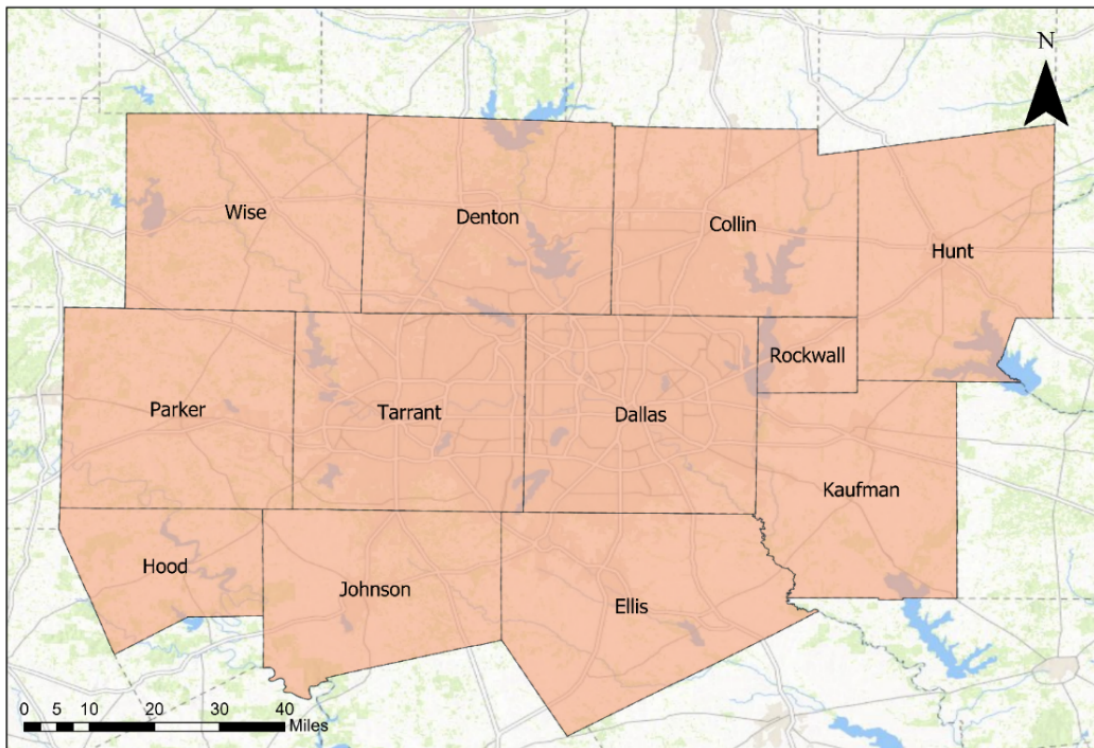 N
Wise
Denton
Collin
Hunt
Rockwall
Parker
Tarrant
Dallas
Kaufman
Hood
Johnson
Ellis
0 5 10 20 30 40
Miles